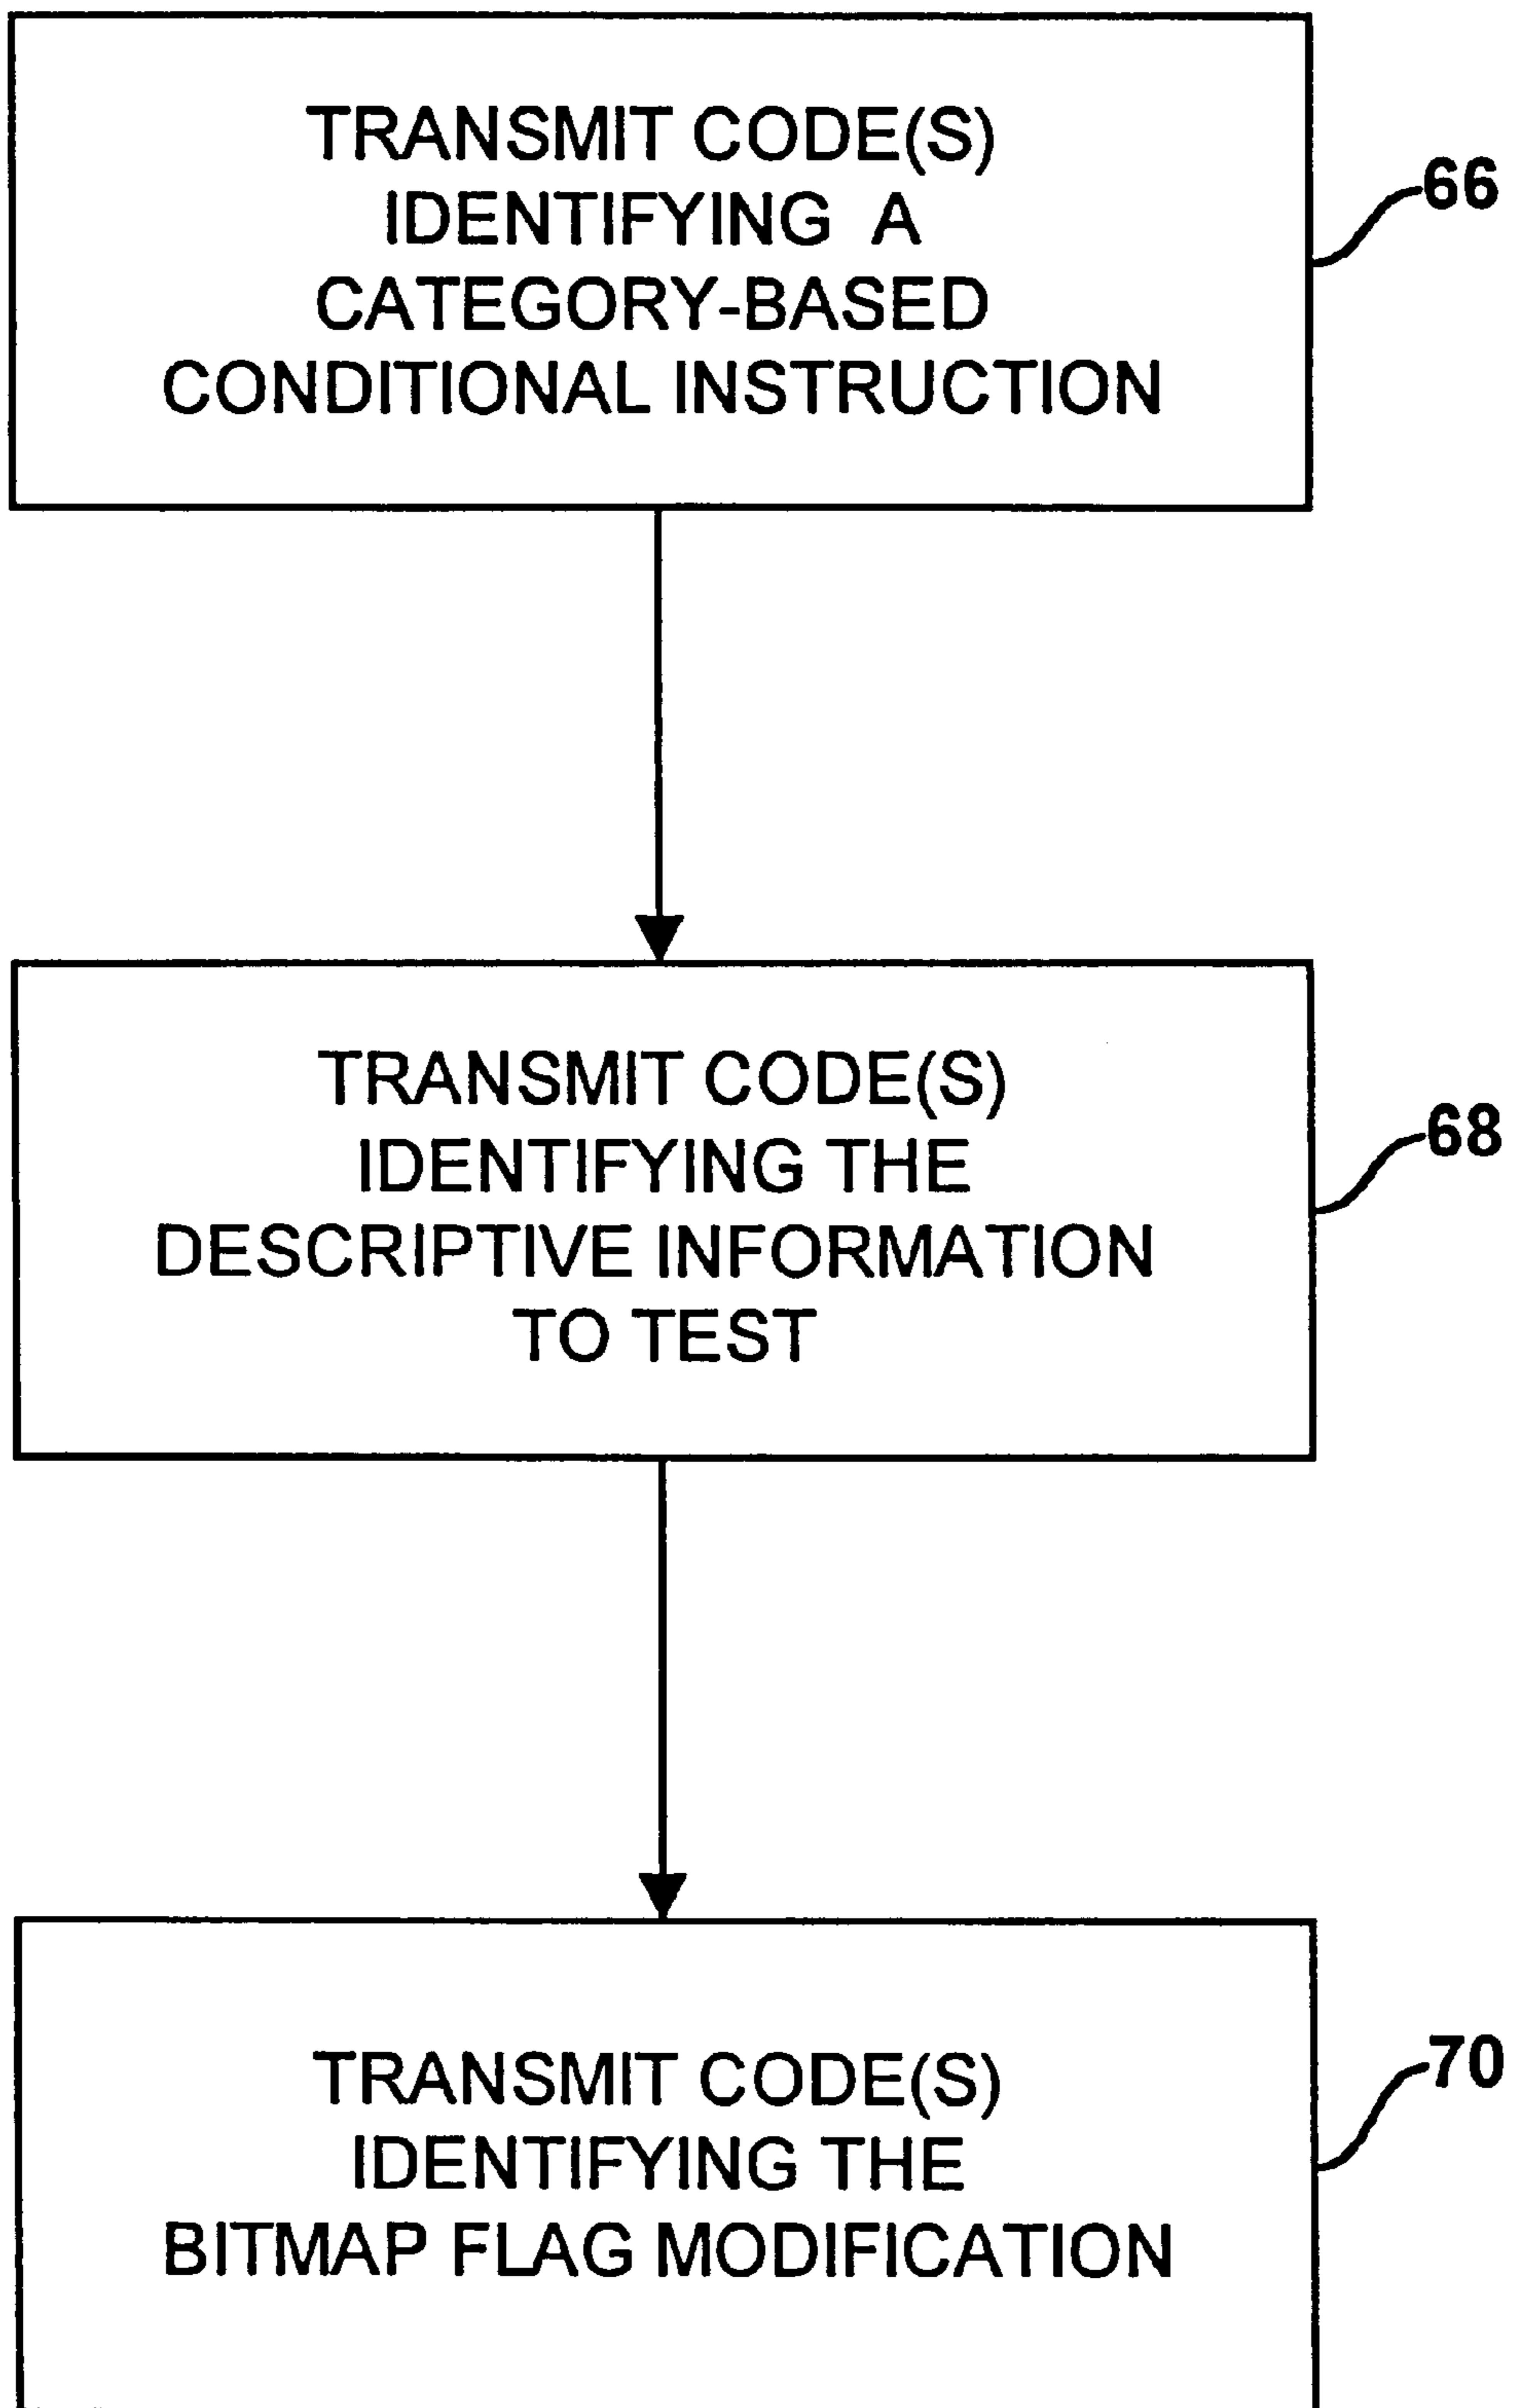 TRANSMIT CODE(S)
IDENTIFYING A
CATEGORY-BASED
CONDITIONAL INSTRUCTION
66
TRANSMIT CODE(S)
IDENTIFYING THE
DESCRIPTIVE INFORMATION
TO TEST
68
TRANSMIT CODE(S)
IDENTIFYING THE
BITMAP FLAG MODIFICATION
70